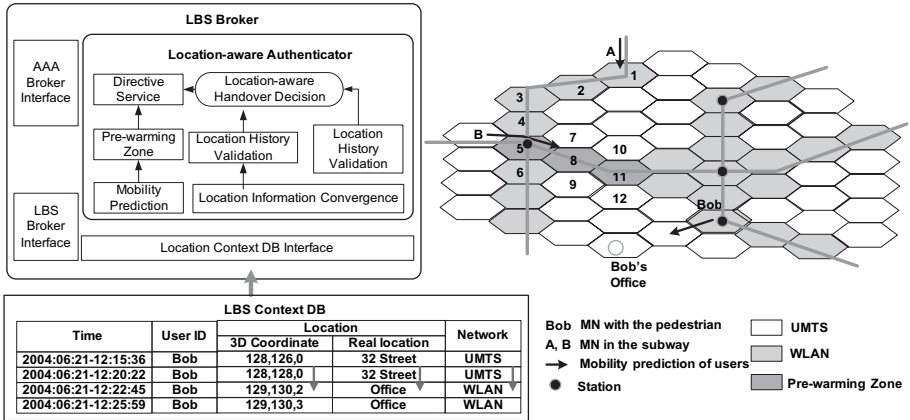 LBS Broker
AAA
Broker
Interface
LBS
Broker
Interface
Location-aware Authenticator
Directive
Service
Location-aware
Handover Decision
Pre-warming
Zone
Location History
Validation
Location
History
Validation
Mobility
Prediction
Location Information Convergence
Location Context DB Interface
LBS Context DB
Time User ID Location Network
3D Coordinate Real location
2004:06:21-12:15:36 Bob 128,126,0 32 Street UMTS
2004:06:21-12:20:22 Bob 128,128,0 32 Street UMTS
2004:06:21-12:22:45 Bob 129,130,2 Office WLAN
2004:06:21-12:25:59 Bob 129,130,3 Office WLAN
A
1
2
3
4
B
7
5
8
10
6
9
11
12
Bob
Bob's
Office
Bob MN with the pedestrian
A, B MN in the subway
Mobility prediction of users
Station
UMTS
WLAN
Pre-warming Zone